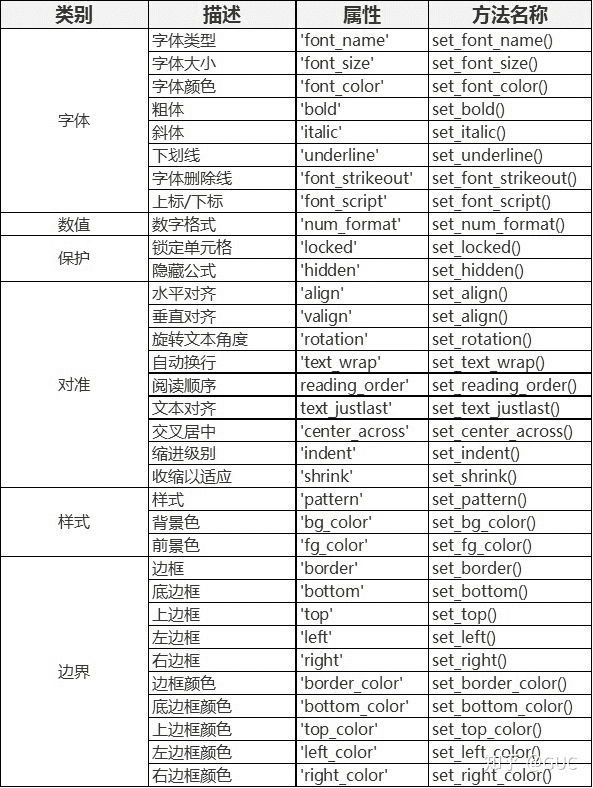 类别 描述 属性 方法名称
字体 字体类型 'font_name' set_font_name()
字体大小 'font_size' set_font_size()
字体颜色 'font_color' set_font_color()
粗体 'bold' set_bold()
斜体 'italic' set_italic()
下划线 'underline' set_underline()
字体删除线 'font_strikeout' set_font_strikeout()
上标/下标 'font_script' set_font_script()
数值 数字格式 'num_format' set_num_format()
保护 锁定单元格 'locked' set_locked()
隐藏公式 'hidden' set_hidden()
对准 水平对齐 'align' set_align()
垂直对齐 'valign' set_align()
旋转文本角度 'rotation' set_rotation()
自动换行 'text_wrap' set_text_wrap()
阅读顺序 reading_order' set_reading_order()
文本对齐 text_justlast' set_text_justlast()
交叉居中 'center_across' set_center_across()
缩进级别 'indent' set_indent()
收缩以适应 'shrink' set_shrink()
样式 样式 'pattern' set_pattern()
背景色 'bg_color' set_bg_color()
前景色 'fg_color' set_fg_color()
边界 边框 'border' set_border()
底边框 'bottom' set_bottom()
上边框 'top' set_top()
左边框 'left' set_left()
右边框 'right' set_right()
边框颜色 'border_color' set_border_color()
底边框颜色 'bottom_color' set_bottom_color()
上边框颜色 'top_color' set_top_color()
左边框颜色 'left_color' set_left_color()
右边框颜色 'right_color' set_right_color()
知乎 @GUC